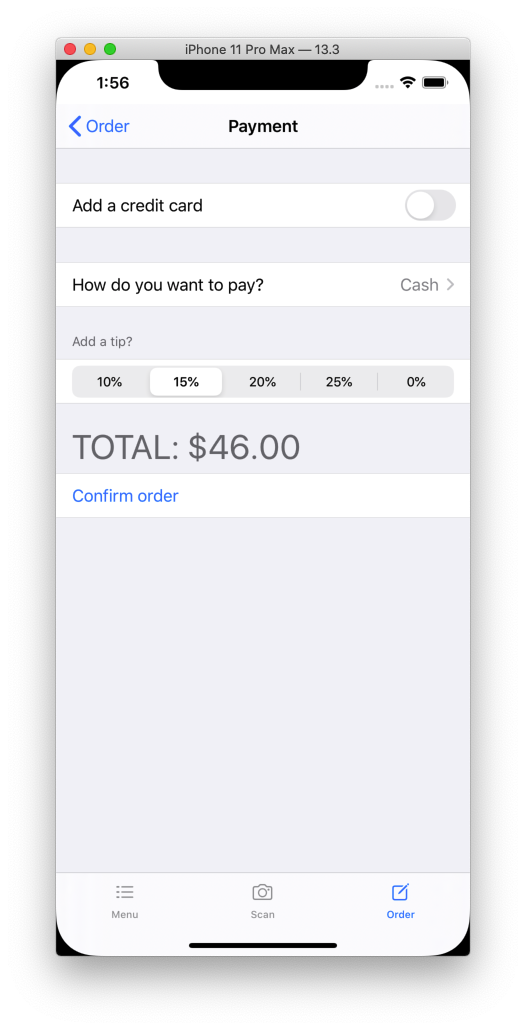 iPhone 11 Pro Max — 13.3
1:56
Order Payment
Add a credit card
How do you want to pay? Cash
Add a tip?
10% 15% 20% 25% 0%
TOTAL: $46.00
Confirm order
Menu Scan Order